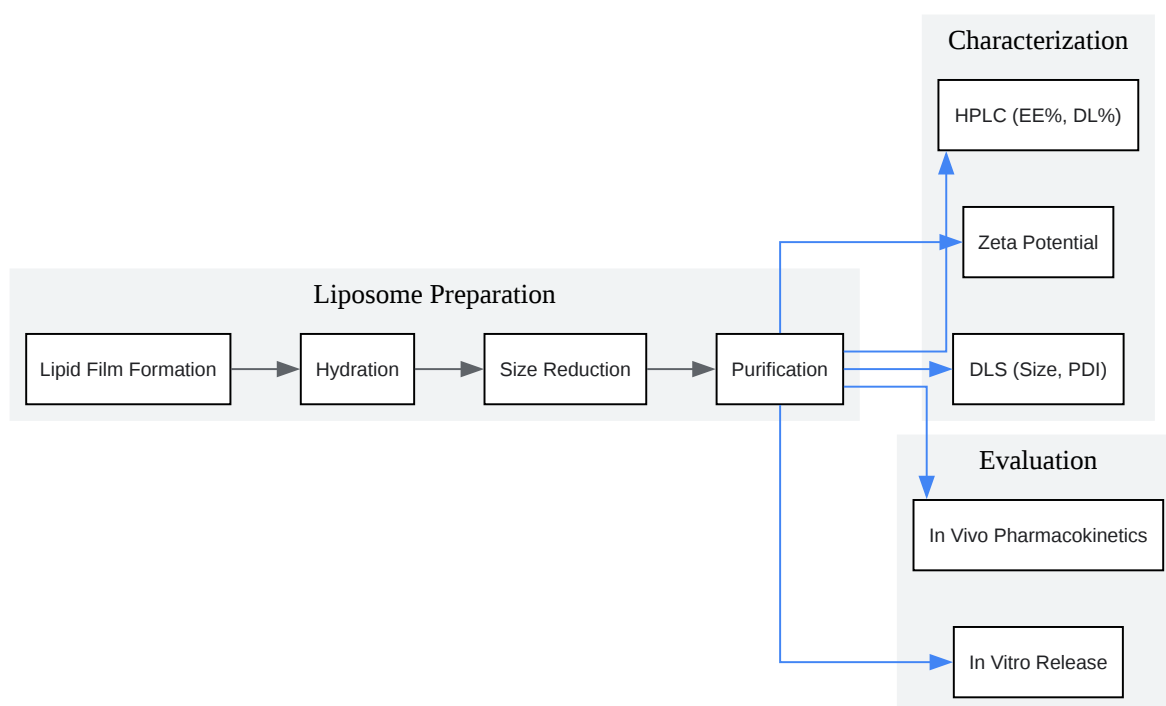 Characterization
HPLC (EE%, DL%)
Zeta Potential
Liposome Preparation
Lipid Film Formation
Hydration
Size Reduction
Purification
DLS (Size, PDI)
Evaluation
In Vivo Pharmacokinetics
In Vitro Release